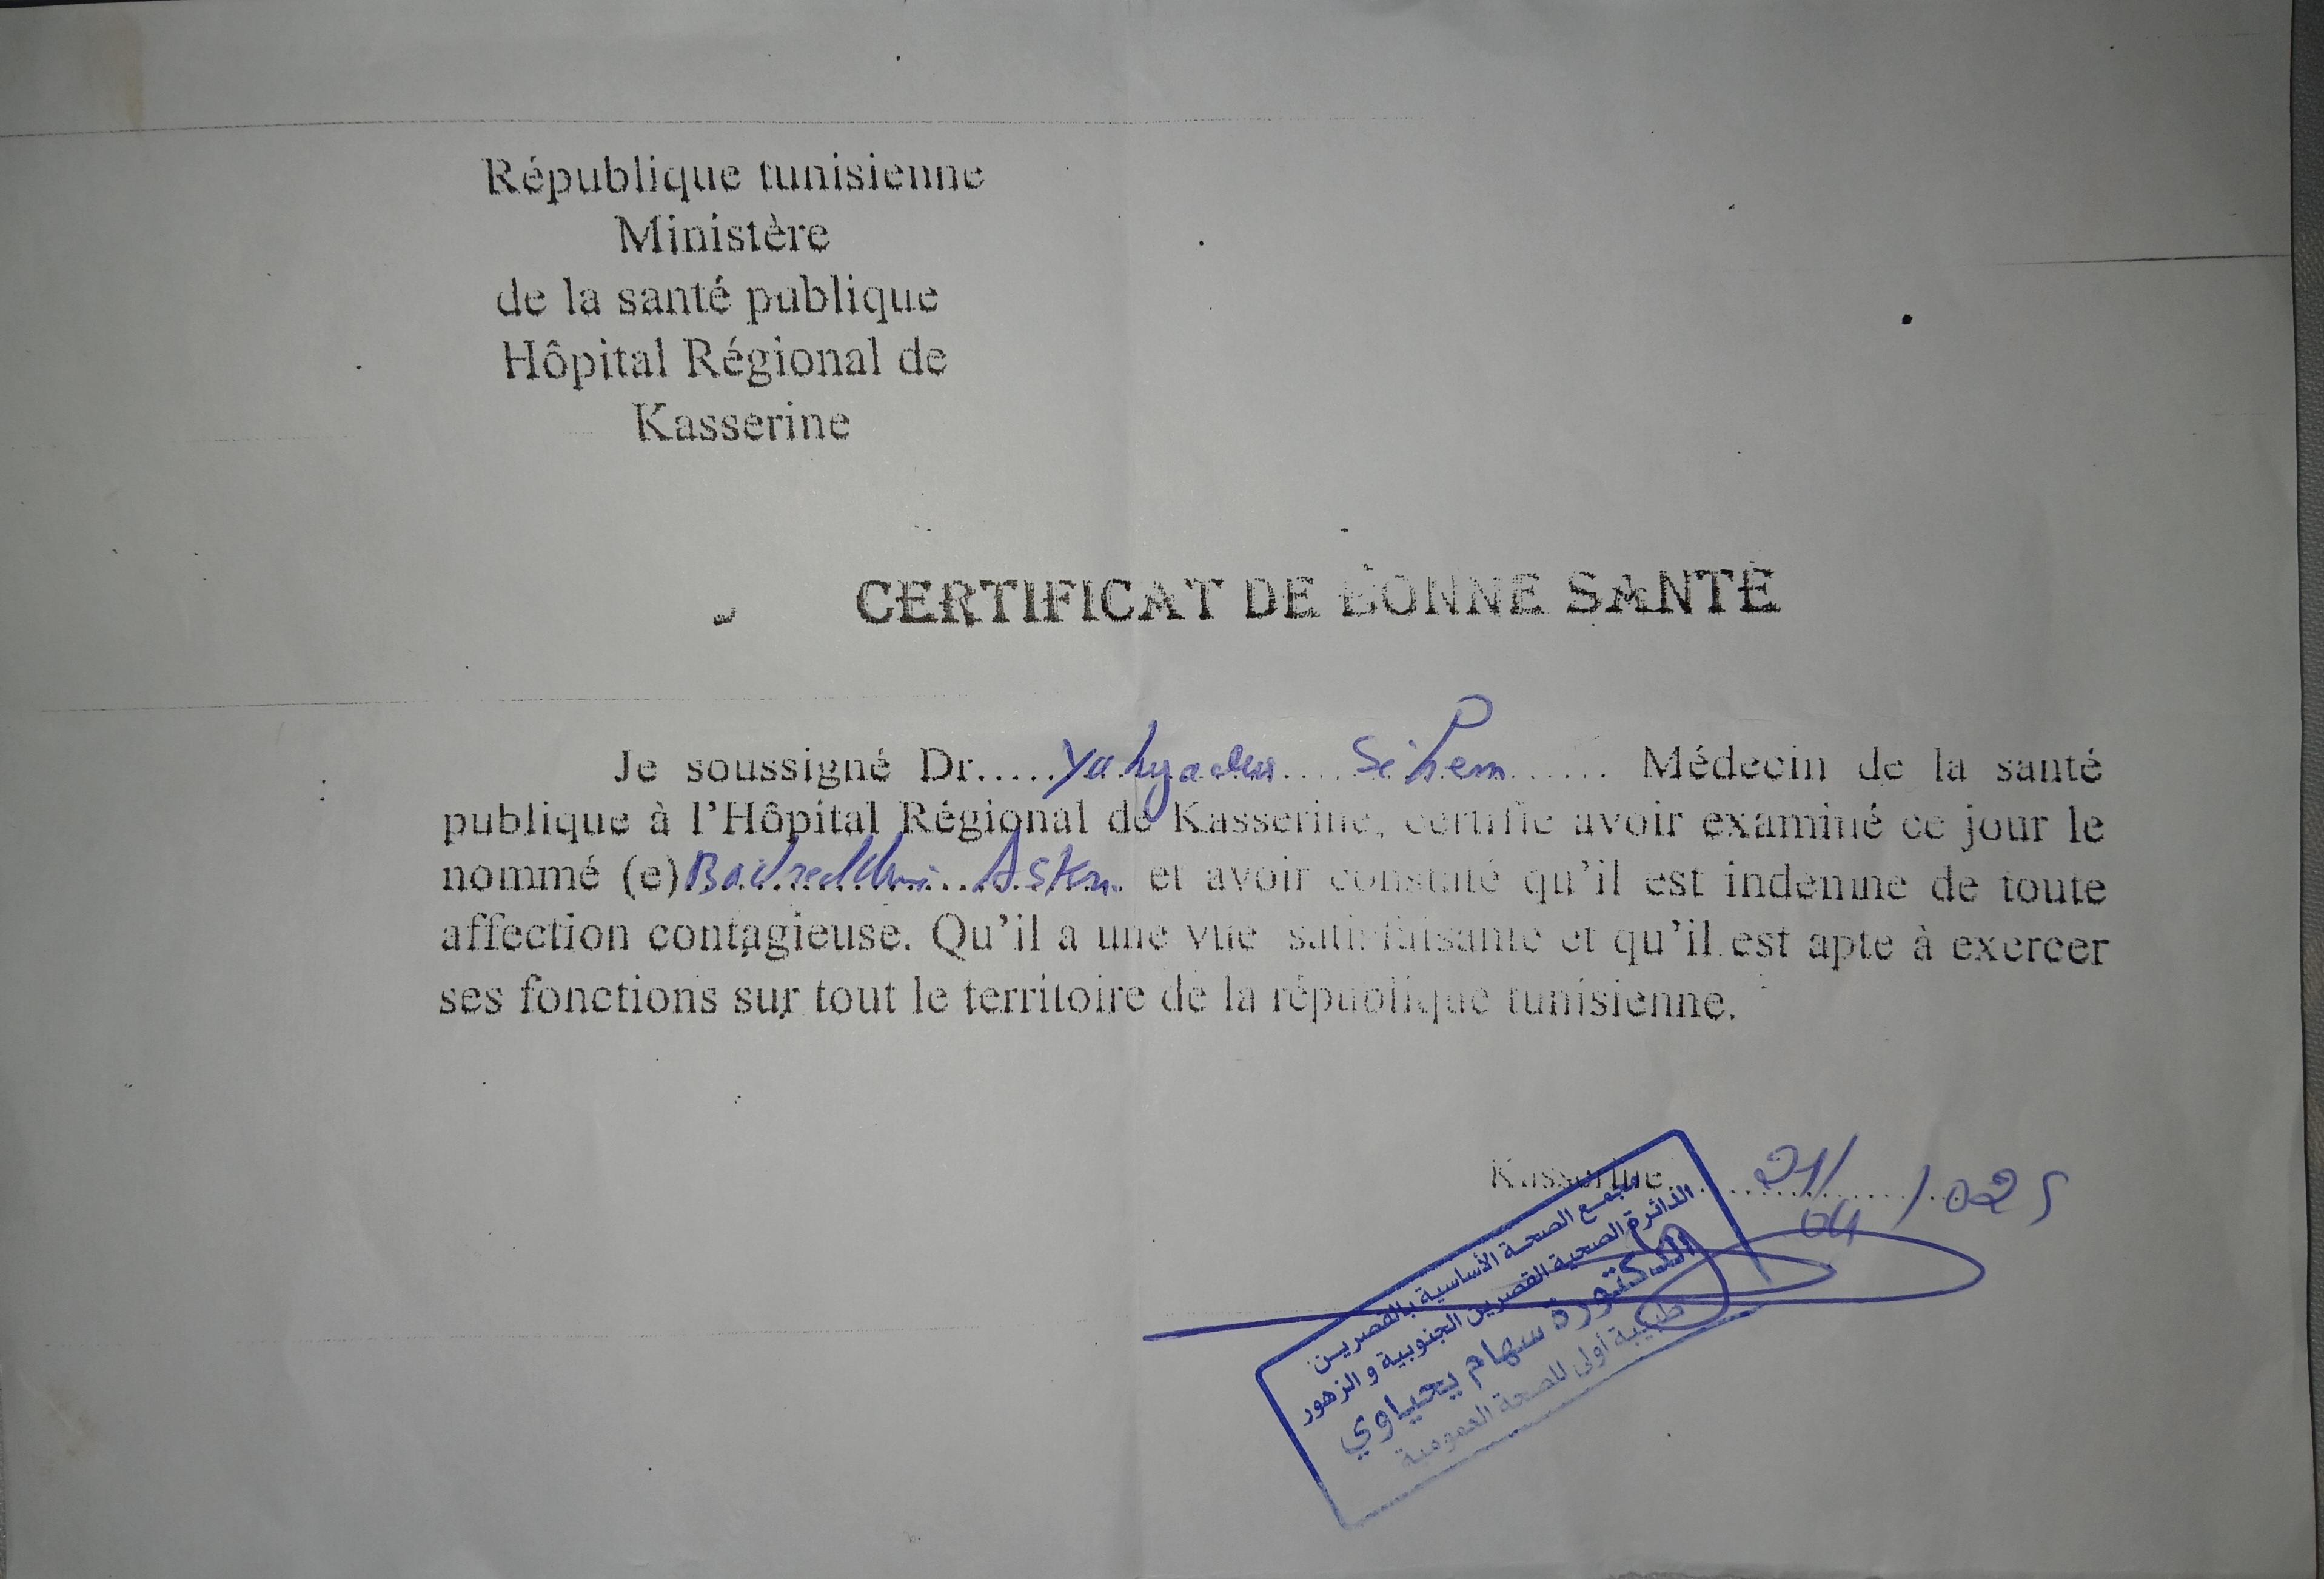 République tunisienne
Ministère
de la santé publique
Hôpital Régional de
Kasserine
CERTIFICAT DE BONNE SANTÉ
Je soussigné Dr..... Sihem ...... Médecin de la santé
publique à l'Hôpital Régional de Kasserine, certifie avoir examiné ce jour le
nommé (e) et avoir constaté qu'il est indemne de toute
affection contagieuse. Qu'il a une vue satisfaisante et qu'il est apte à exercer
ses fonctions sur tout le territoire de la république tunisienne.
Kasserine 21/04/025
مجمع الصحة الأساسية بالقصرين
الدائرة الصحية القصرين الجنوبية و الزهور
الدكتورة سهام يحياوي
طبيبة أولى للصحة العمومية